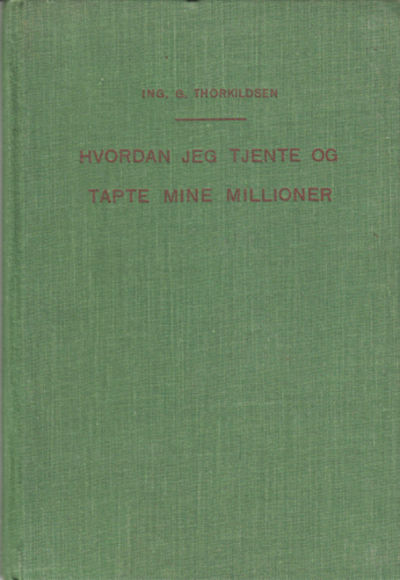 ING. G. THORKILDSEN
HVORDAN JEG TJENTE OG
TAPTE MINE MILLIONER